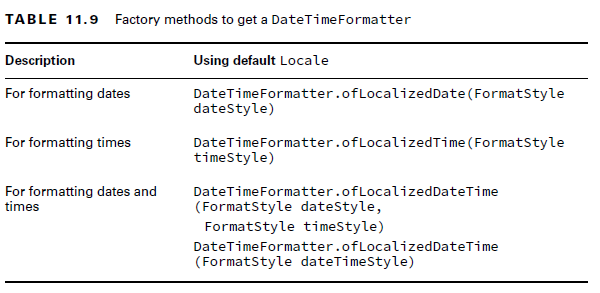 TABLE 11.9 Factory methods to get a DateTimeFormatter
Description Using default Locale
For formatting dates DateTimeFormatter.ofLocalizedDate(FormatStyle
dateStyle)
For formatting times DateTimeFormatter.ofLocalizedTime(FormatStyle
timeStyle)
For formatting dates and DateTimeFormatter.ofLocalizedDateTime
times (FormatStyle dateStyle,
FormatStyle timeStyle)
DateTimeFormatter.ofLocalizedDateTime
(FormatStyle dateTimeStyle)